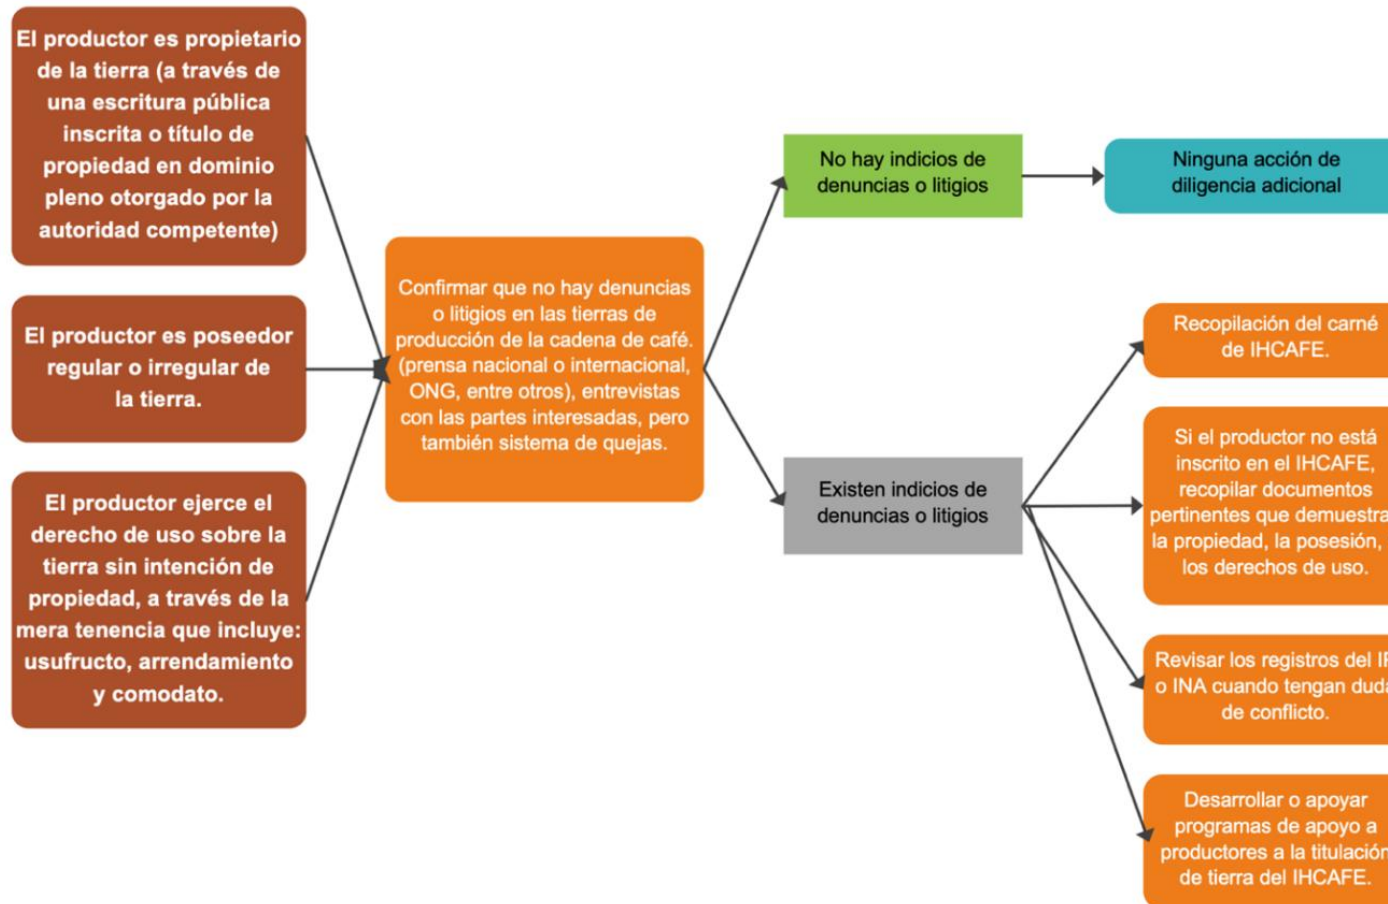 El productor es propietario
de la tierra (a través de
una escritura pública
inscrita o título de
propiedad en dominio
pleno otorgado por la
autoridad competente)
El productor es poseedor
regular o irregular de
la tierra.
El productor ejerce el
derecho de uso sobre la
tierra sin intención de
propiedad, a través de la
mera tenencia que incluye:
usufructo, arrendamiento
y comodato.
Confirmar que no hay denuncias
o litigios en las tierras de
producción de la cadena de café.
(prensa nacional o internacional,
ONG, entre otros), entrevistas
con las partes interesadas, pero
también sistema de quejas.
No hay indicios de
denuncias o litigios
Ninguna acción de
diligencia adicional
Existen indicios de
denuncias o litigios
Recopilación del carné
de IHCAFE.
Si el productor no está
inscrito en el IHCAFE,
recopilar documentos
pertinentes que
la propiedad, la posesión,
los derechos de uso.
Revisar los registros del
o INA cuando tengan
de conflicto.
Desarrollar o apoyar
programas de apoyo a
productores a la titulación
de tierra del IHCAFE.